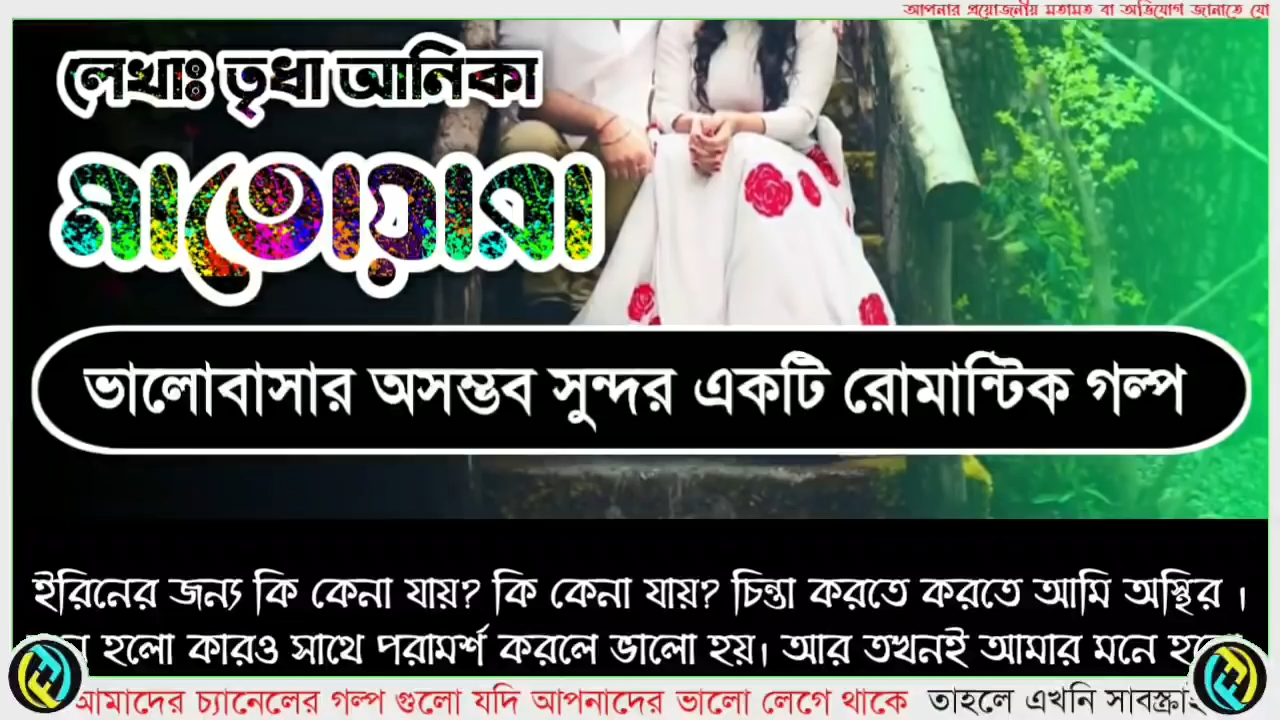 আপনার প্রয়োজনীয় মতামত বা অভিযোগ জানাতে যো
লেখাঃ তৃধা আনিকা
মাতোয়ারা
ভালোবাসার অসম্ভব সুন্দর একটি রোমান্টিক গল্প
ইরিনের জন্য কি কেনা যায়? কি কেনা যায়? চিন্তা করতে করতে আমি অস্থির ।
হলো কারও সাথে পরামর্শ করলে ভালো হয়। আর তখনই আমার মনে
আমাদের চ্যানেলের গল্প গুলো যদি আপনাদের ভালো লেগে থাকে তাহলে এখনি